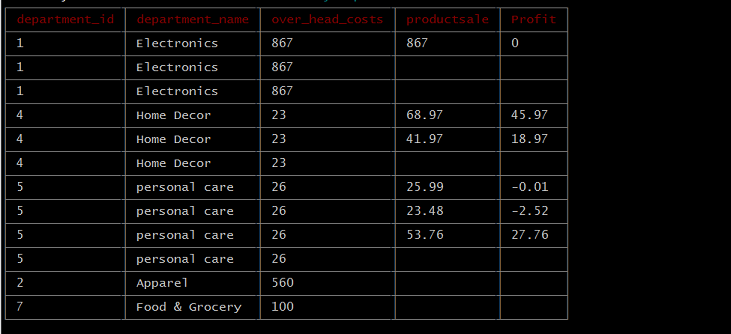 department_id department_name over_head_costs productsale Profit
1 Electronics 867 867 0
1 Electronics 867
1 Electronics 867
4 Home Decor 23 68.97 45.97
4 Home Decor 23 41.97 18.97
4 Home Decor 23
5 personal care 26 25.99 -0.01
5 personal care 26 23.48 -2.52
5 personal care 26 53.76 27.76
5 personal care 26
2 Apparel 560
7 Food & Grocery 100